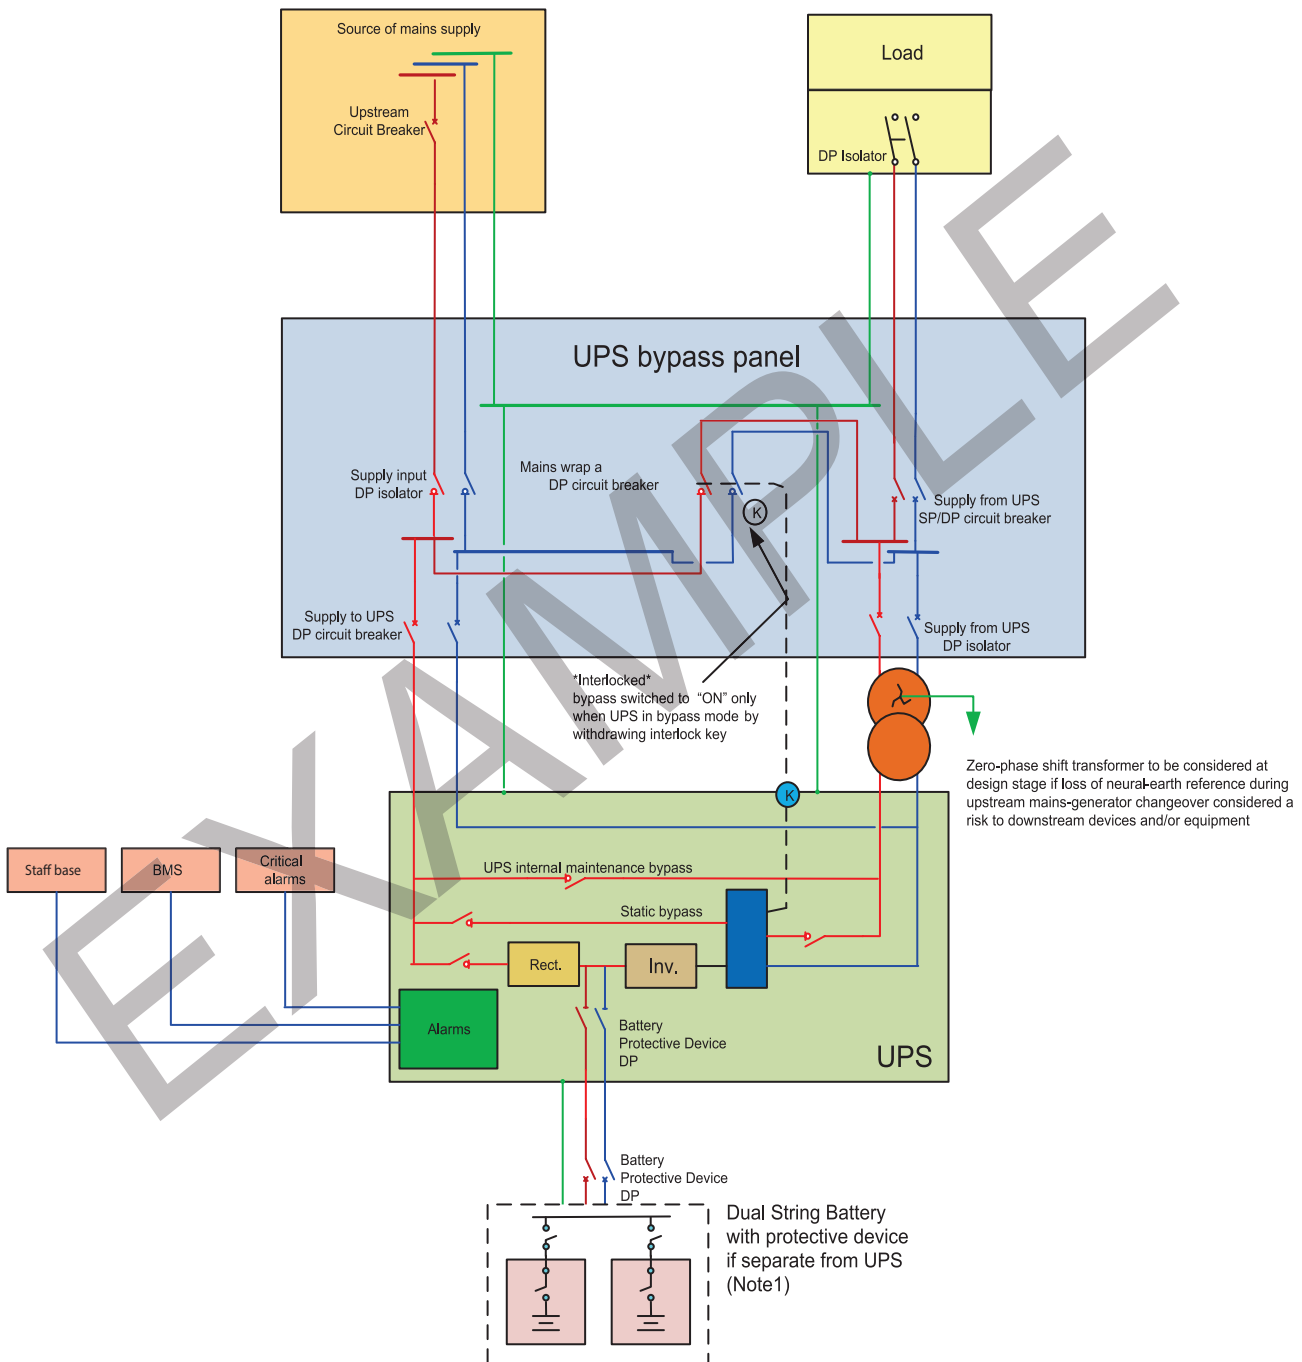 Source of mains supply
Upstream
Circuit Breaker
Load
DP Isolator
UPS bypass panel
Supply input
DP isolator
Mains wrap a
DP circuit breaker
K
Supply from UPS
SP/DP circuit breaker
Supply to UPS
DP circuit breaker
Supply from UPS
DP isolator
*Interlocked*
bypass switched to “ON” only
when UPS in bypass mode by
withdrawing interlock key
Zero-phase shift transformer to be considered at
design stage if loss of neural-earth reference during
upstream mains-generator changeover considered a
risk to downstream devices and/or equipment
K
Staff base
BMS
Critical
alarms
UPS internal maintenance bypass
Static bypass
Rect.
Inv.
Alarms
Battery
Protective Device
DP
UPS
Battery
Protective Device
DP
Dual String Battery
with protective device
if separate from UPS
(Note1)
EXAMPLE